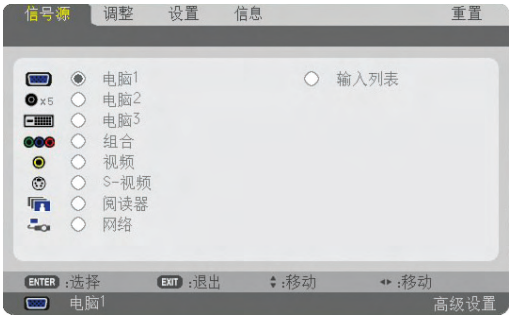 信号源 调整 设置 信息 重置
电脑1 输入列表
x5 电脑2
电脑3
组合
视频
S-视频
阅读器
网络
ENTER :选择 EXIT :退出 :移动 :移动
电脑1 高级设置